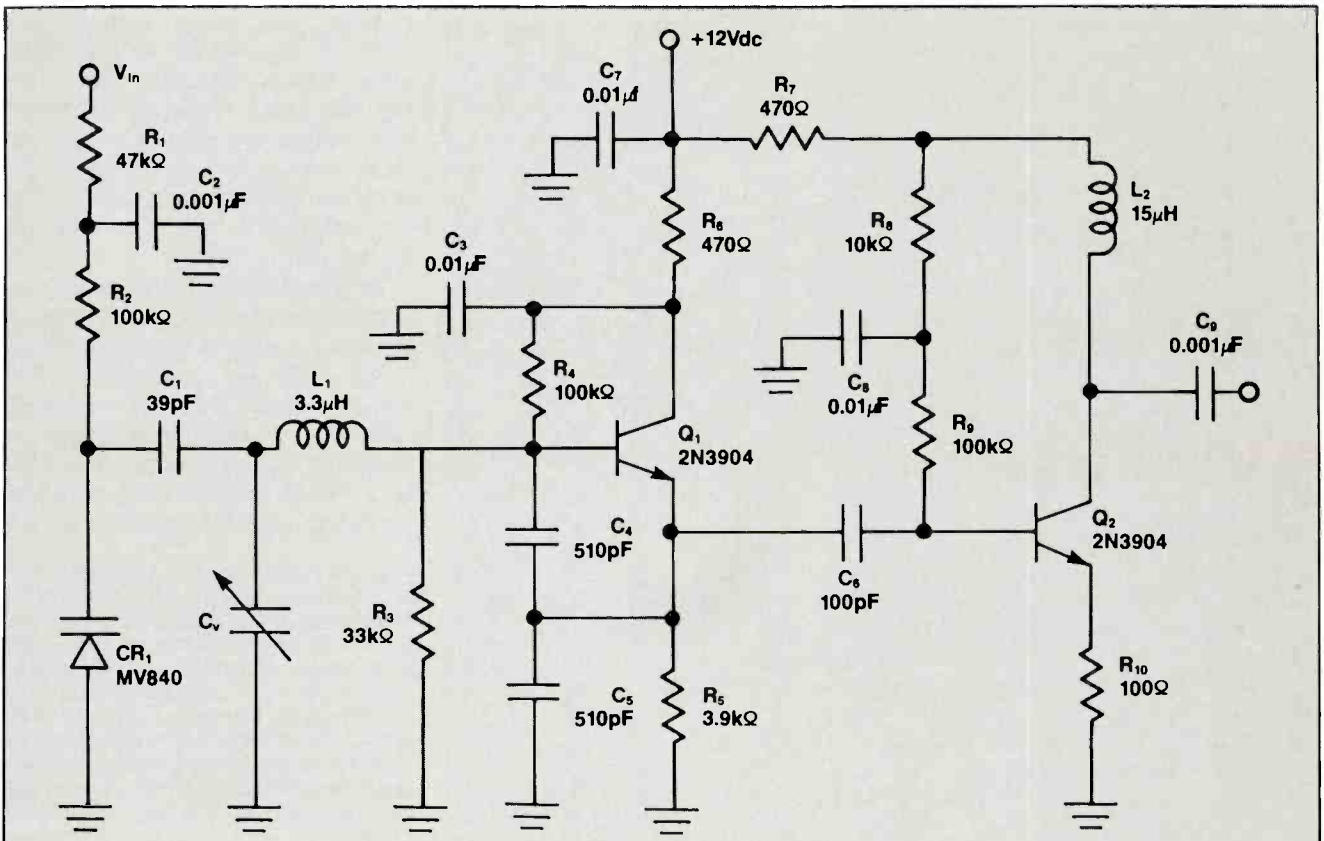 +12Vdc
Vin
C7
0.01μf
R7
470Ω
R1
47kΩ
C2
0.001μF
R6
470Ω
R8
10kΩ
L2
15μH
C3
0.01μF
R2
100kΩ
R4
100kΩ
C8
0.01μF
C9
0.001μF
C1
39pF
L1
3.3μH
Q1
2N3904
R9
100kΩ
C4
510pF
Q2
2N3904
C6
100pF
Cv
R3
33kΩ
CR1
MV840
C5
510pF
R5
3.9kΩ
R10
100Ω